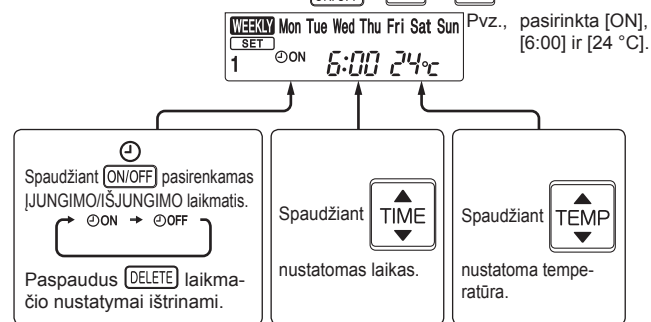 WEEKLY Mon Tue Wed Thu Fri Sat Sun
SET
1 ON 6:00 24°C
Pvz., pasirinkta [ON],
[6:00] ir [24 °C].
Spaudžiant ON/OFF pasirenkamas
ĮJUNGIMO/IŠJUNGIMO laikmatis.
ON → OFF
Paspaudus DELETE laikma-
čio nustatymai ištrinami.
Spaudžiant TIME
nustatomas laikas.
Spaudžiant TEMP
nustatoma tempe-
ratūra.